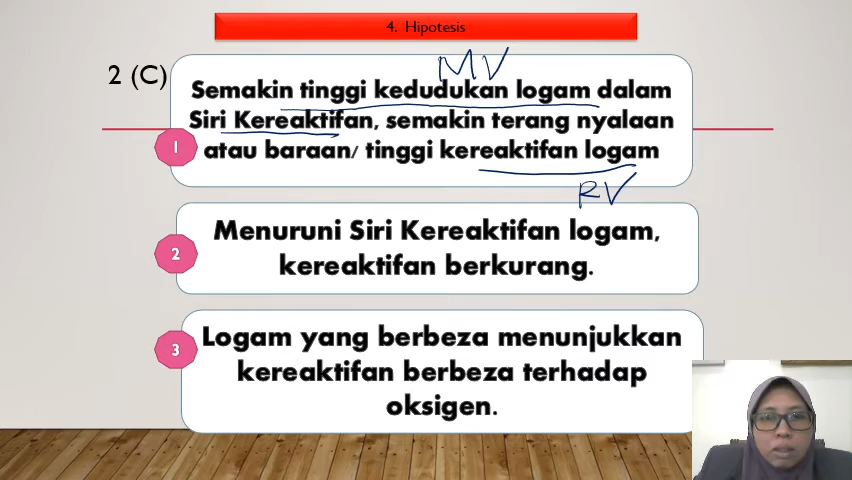 4. Hipotesis
2 (C)
MV
Semakin tinggi kedudukan logam dalam
Siri Kereaktifan, semakin terang nyalaan
atau baraan/ tinggi kereaktifan logam
1
RV
Menuruni Siri Kereaktifan logam,
kereaktifan berkurang.
2
Logam yang berbeza menunjukkan
kereaktifan berbeza terhadap
oksigen.
3